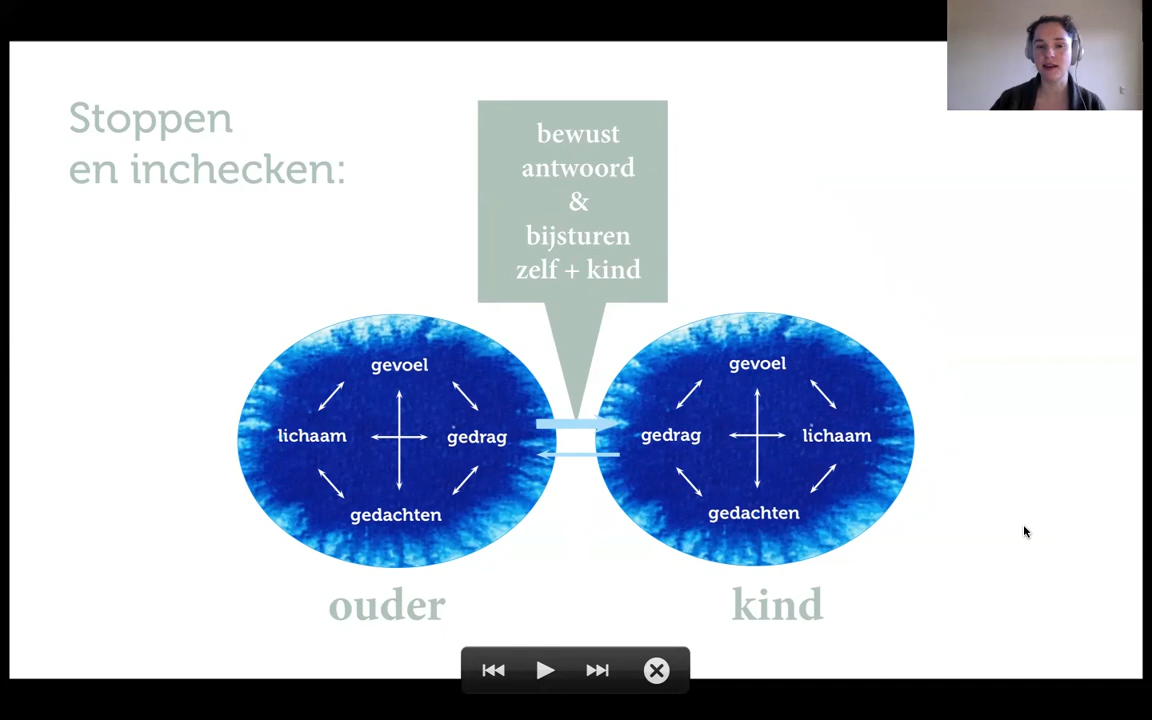 Stoppen
en inchecken:
bewust
antwoord
&
bijsturen
zelf + kind
gevoel
lichaam
gedrag
gedachten
gevoel
gedrag
lichaam
gedachten
ouder
kind